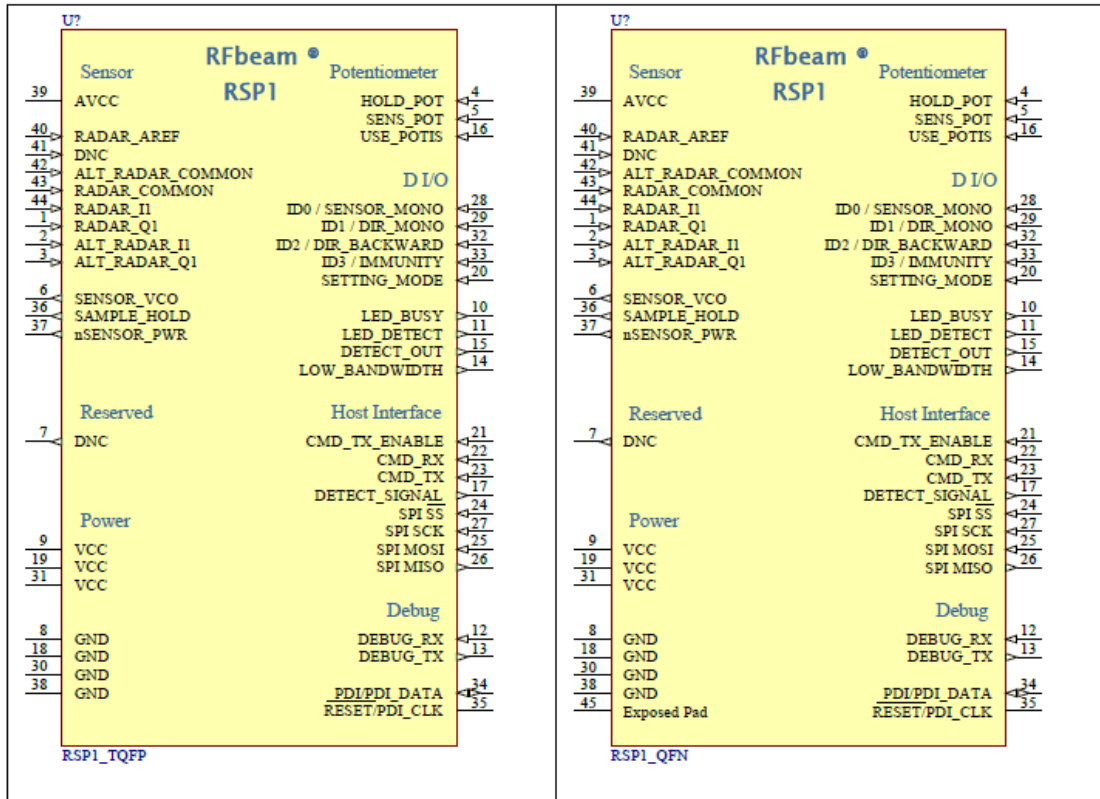 U?
RFbeam ®
RSP1
Sensor Potentiometer
39 AVCC HOLD_POT 4
SENS_POT 5
40 RADAR_AREF USE_POTIS 16
41 DNC
42 ALT_RADAR_COMMON
43 RADAR_COMMON D I/O
44 RADAR_I1 ID0 / SENSOR_MONO 28
1 RADAR_Q1 ID1 / DIR_MONO 29
2 ALT_RADAR_I1 ID2 / DIR_BACKWARD 32
3 ALT_RADAR_Q1 ID3 / IMMUNITY 33
SETTING_MODE 20
6 SENSOR_VCO
36 SAMPLE_HOLD LED_BUSY 10
37 nSENSOR_PWR LED_DETECT 11
DETECT_OUT 15
LOW_BANDWIDTH 14
Reserved Host Interface
7 DNC CMD_TX_ENABLE 21
CMD_RX 22
CMD_TX 23
DETECT_SIGNAL 17
Power SPI SS 24
SPI SCK 27
9 VCC SPI MOSI 25
19 VCC SPI MISO 26
31 VCC
Debug
8 GND DEBUG_RX 12
18 GND DEBUG_TX 13
30 GND
38 GND PDI/PDI_DATA 34
RESET/PDI_CLK 35
RSP1_TQFP
U?
RFbeam ®
RSP1
Sensor Potentiometer
39 AVCC HOLD_POT 4
SENS_POT 5
40 RADAR_AREF USE_POTIS 16
41 DNC
42 ALT_RADAR_COMMON
43 RADAR_COMMON D I/O
44 RADAR_I1 ID0 / SENSOR_MONO 28
1 RADAR_Q1 ID1 / DIR_MONO 29
2 ALT_RADAR_I1 ID2 / DIR_BACKWARD 32
3 ALT_RADAR_Q1 ID3 / IMMUNITY 33
SETTING_MODE 20
6 SENSOR_VCO
36 SAMPLE_HOLD LED_BUSY 10
37 nSENSOR_PWR LED_DETECT 11
DETECT_OUT 15
LOW_BANDWIDTH 14
Reserved Host Interface
7 DNC CMD_TX_ENABLE 21
CMD_RX 22
CMD_TX 23
DETECT_SIGNAL 17
Power SPI SS 24
SPI SCK 27
9 VCC SPI MOSI 25
19 VCC SPI MISO 26
31 VCC
Debug
8 GND DEBUG_RX 12
18 GND DEBUG_TX 13
30 GND
38 GND PDI/PDI_DATA 34
45 Exposed Pad RESET/PDI_CLK 35
RSP1_QFN